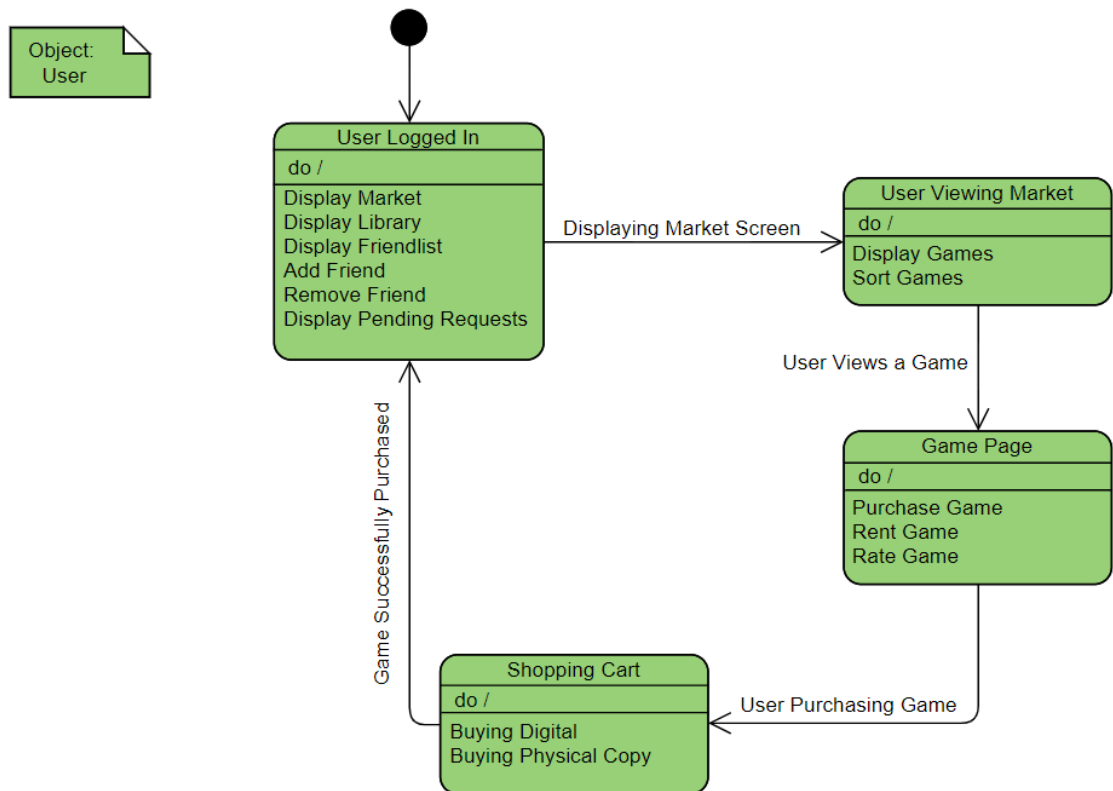 Object:
User
User Logged In
do /
Display Market
Display Library
Display Friendlist
Add Friend
Remove Friend
Display Pending Requests
Displaying Market Screen
User Viewing Market
do /
Display Games
Sort Games
User Views a Game
Game Page
do /
Purchase Game
Rent Game
Rate Game
User Purchasing Game
Shopping Cart
do /
Buying Digital
Buying Physical Copy
Game Successfully Purchased